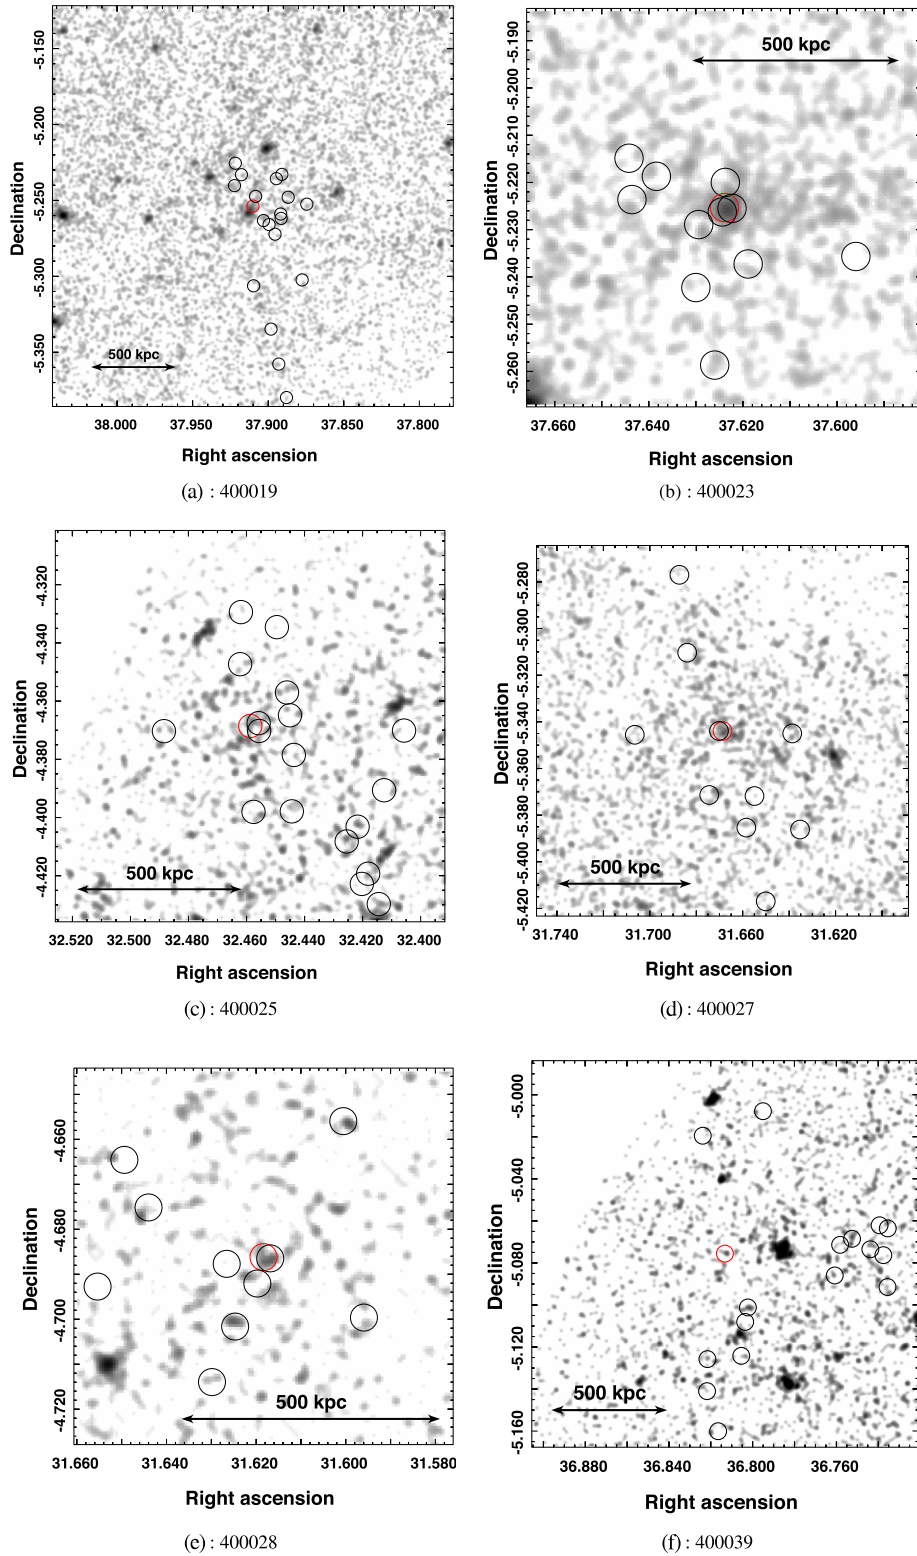 -5.150
-5.200
-5.250
-5.300
-5.350
Declination
500 kpc
38.000 37.950 37.900 37.850 37.800
Right ascension
(a) : 400019
-5.190
-5.200
-5.210
-5.220
-5.230
-5.240
-5.250
-5.260
Declination
500 kpc
37.660 37.640 37.620 37.600
Right ascension
(b) : 400023
-4.320
-4.340
-4.360
-4.380
-4.400
-4.420
Declination
500 kpc
32.520 32.500 32.480 32.460 32.440 32.420 32.400
Right ascension
(c) : 400025
-5.280
-5.300
-5.320
-5.340
-5.360
-5.380
-5.400
-5.420
Declination
500 kpc
31.740 31.700 31.660 31.620
Right ascension
(d) : 400027
-4.660
-4.680
-4.700
-4.720
Declination
500 kpc
31.660 31.640 31.620 31.600 31.580
Right ascension
(e) : 400028
-5.000
-5.040
-5.080
-5.120
-5.160
Declination
500 kpc
36.880 36.840 36.800 36.760
Right ascension
(f) : 400039